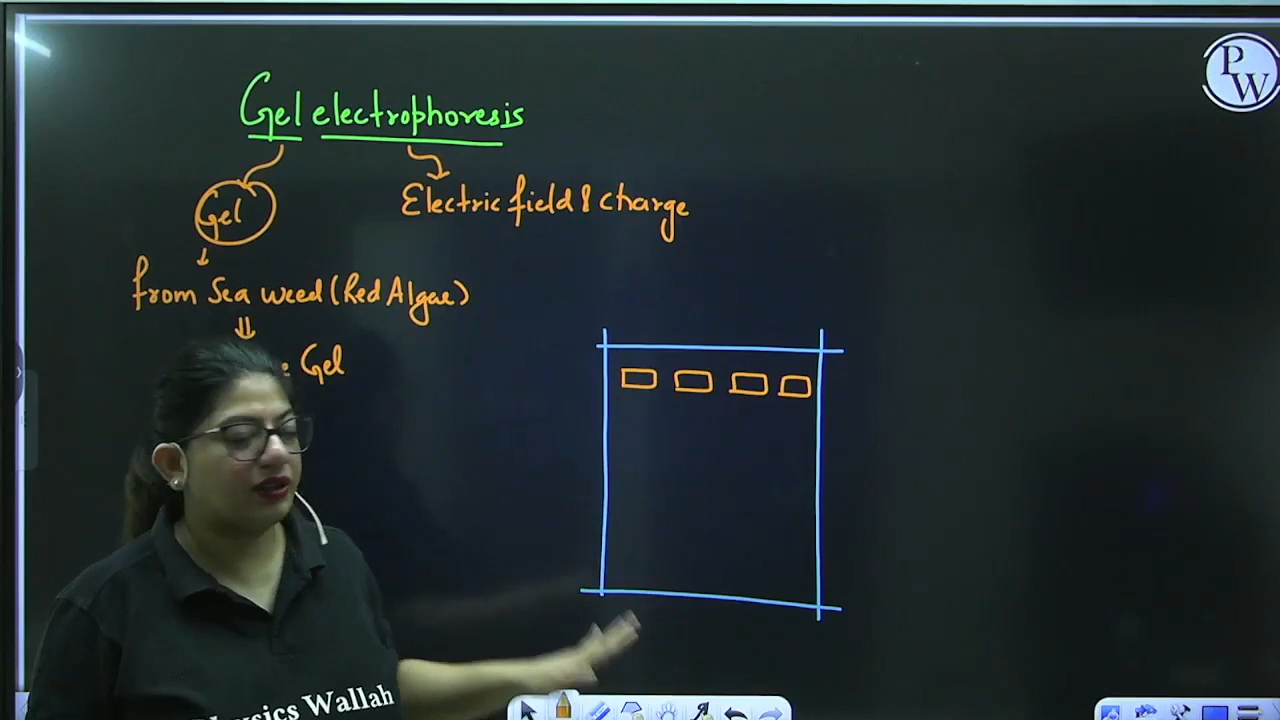 Gel electrophoresis
Gel
Electric field & charge
from Sea weed (Red Algae)
Gel
PW
Physics Wallah